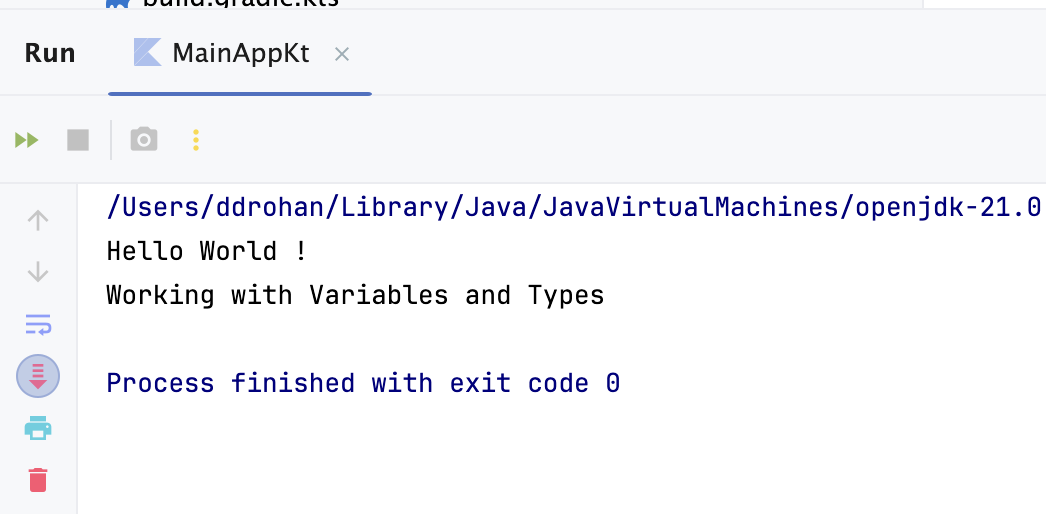 build.gradle.kts
Run MainAppKt
/Users/ddrohan/Library/Java/JavaVirtualMachines/openjdk-21.0
Hello World !
Working with Variables and Types
Process finished with exit code 0